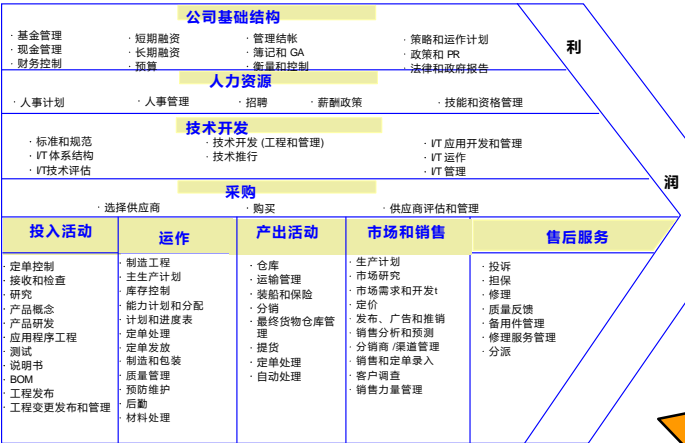 公司基础结构
· 基金管理
· 现金管理
· 财务控制
· 短期融资
· 长期融资
· 预算
· 管理结帐
· 簿记和 GA
· 衡量和控制
· 策略和运作计划
· 政策和 PR
· 法律和政府报告
利
人力资源
· 人事计划
· 人事管理
· 招聘
· 薪酬政策
· 技能和资格管理
技术开发
· 标准和规范
· I/T 体系结构
· I/T技术评估
· 技术开发 (工程和管理)
· 技术推行
· I/T 应用开发和管理
· I/T 运作
· I/T 管理
润
采购
· 选择供应商
· 购买
· 供应商评估和管理
投入活动
· 定单控制
· 接收和检查
· 研究
· 产品概念
· 产品研发
· 应用程序工程
· 测试
· 说明书
· BOM
· 工程发布
· 工程变更发布和管理
运作
· 制造工程
· 主生产计划
· 库存控制
· 能力计划和分配
· 计划和进度表
· 定单处理
· 定单发放
· 制造和包装
· 质量管理
· 预防维护
· 后勤
· 材料处理
产出活动
· 仓库
· 运输管理
· 装船和保险
· 分销
· 最终货物仓库管
理
· 提货
· 定单处理
· 自动处理
市场和销售
· 生产计划
· 市场研究
· 市场需求和开发t
· 定价
· 发布、广告和推销
· 销售分析和预测
· 分销商 /渠道管理
· 销售和定单录入
· 客户调查
· 销售力量管理
售后服务
· 投诉
· 担保
· 修理
· 质量反馈
· 备用件管理
· 修理服务管理
· 分派